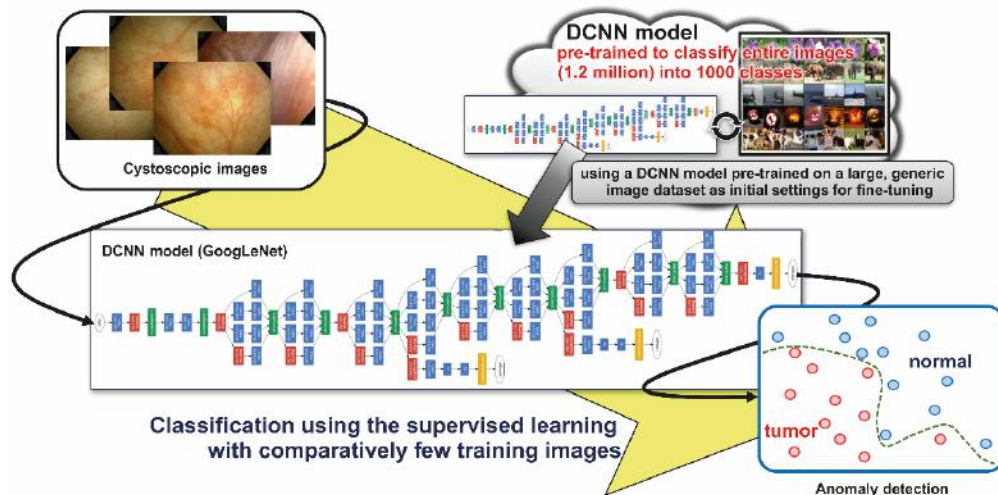 DCNN model
pre-trained to classify entire images
(1.2 million) into 1000 classes
Cystoscopic images
using a DCNN model pre-trained on a large, generic
image dataset as initial settings for fine-tuning
DCNN model (GoogLeNet)
normal
tumor
Classification using the supervised learning
with comparatively few training images
Anomaly detection